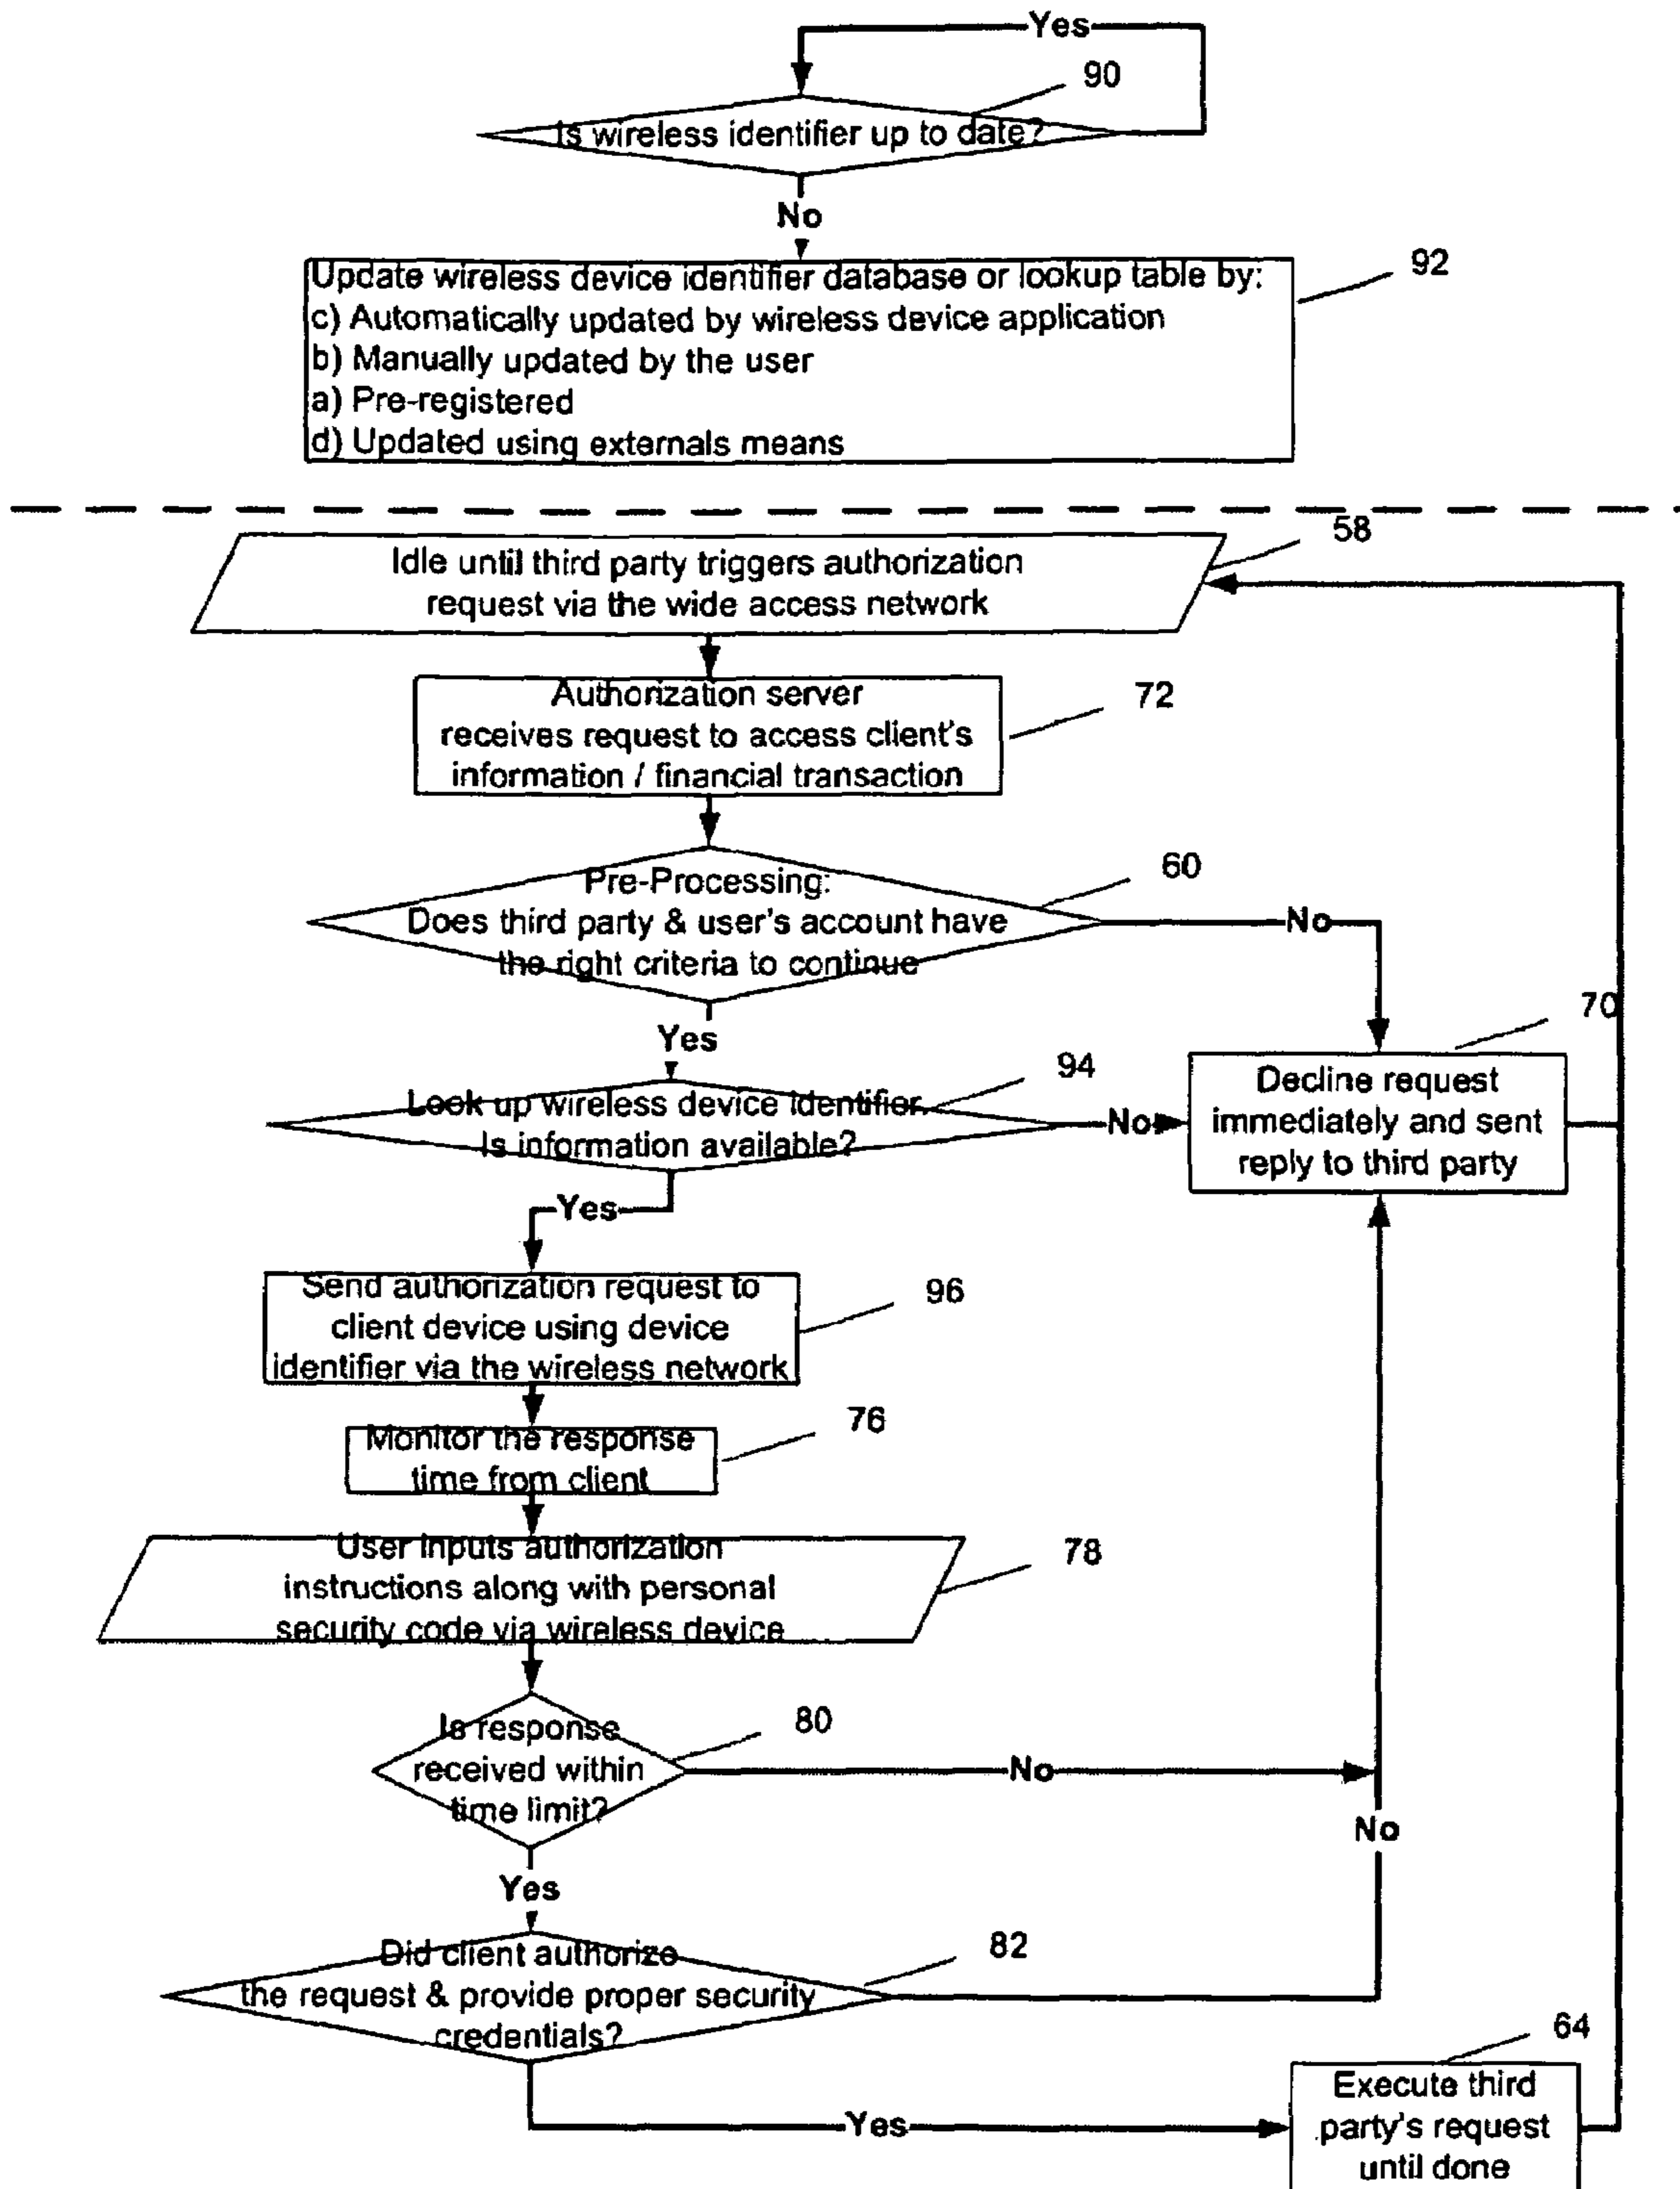 Yes
90
Is wireless identifier up to date?
No
92
Update wireless device identifier database or lookup table by:
c) Automatically updated by wireless device application
b) Manually updated by the user
a) Pre-registered
d) Updated using externals means
58
Idle until third party triggers authorization
request via the wide access network
72
Authorization server
receives request to access client's
information / financial transaction
60
Pre-Processing:
Does third party & user's account have
the right criteria to continue
No
Yes
70
94
Look up wireless device identifier.
Is information available?
No
Decline request
immediately and sent
reply to third party
Yes
96
Send authorization request to
client device using device
identifier via the wireless network
76
Monitor the response
time from client
78
User inputs authorization
instructions along with personal
security code via wireless device
80
Is response
received within
time limit?
No
No
Yes
82
Did client authorize
the request & provide proper security
credentials?
64
Yes
Execute third
party's request
until done